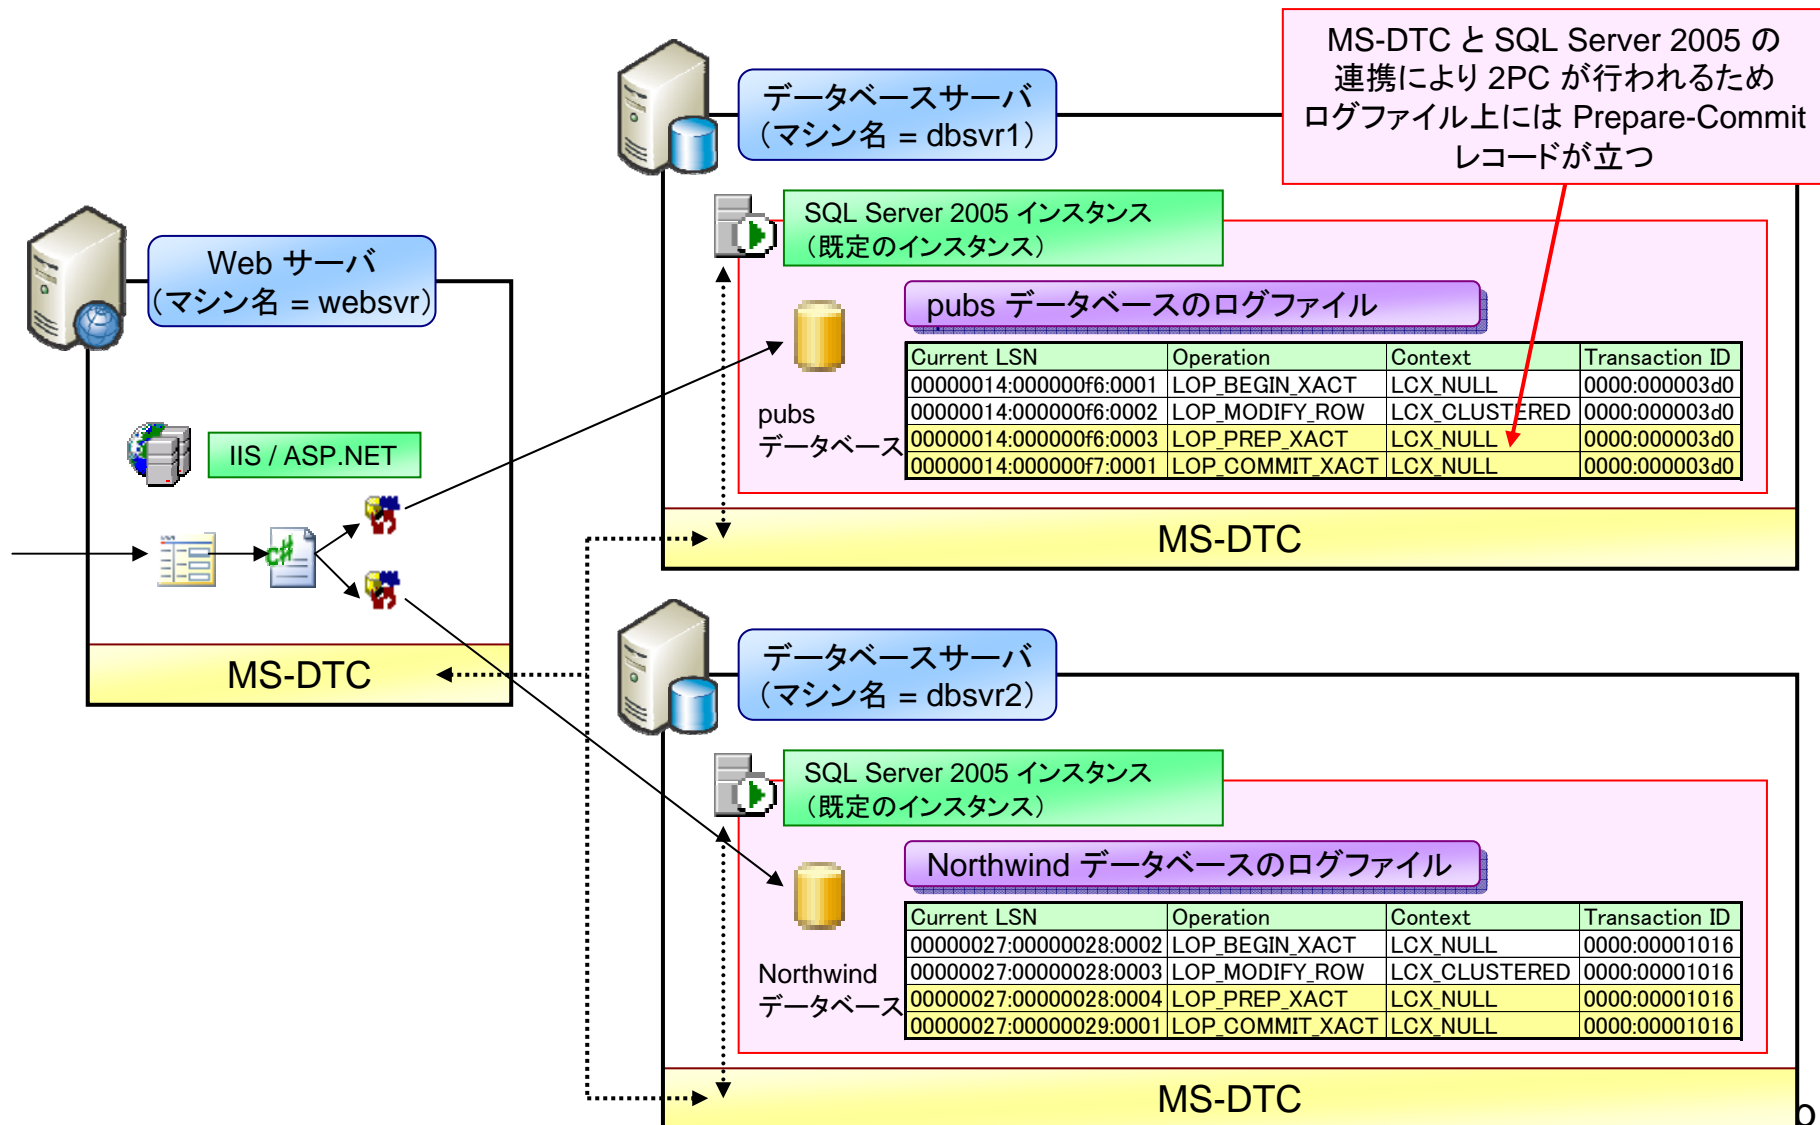 MS-DTC と SQL Server 2005 の
連携により 2PC が行われるため
ログファイル上には Prepare-Commit
レコードが立つ
データベースサーバ
(マシン名 = dbsvr1)
SQL Server 2005 インスタンス
(既定のインスタンス)
Web サーバ
(マシン名 = websvr)
pubs データベースのログファイル
Current LSN Operation Context Transaction ID
00000014:000000f6:0001 LOP_BEGIN_XACT LCX_NULL 0000:000003d0
00000014:000000f6:0002 LOP_MODIFY_ROW LCX_CLUSTERED 0000:000003d0
00000014:000000f6:0003 LOP_PREP_XACT LCX_NULL 0000:000003d0
00000014:000000f7:0001 LOP_COMMIT_XACT LCX_NULL 0000:000003d0
pubs
データベース
IIS / ASP.NET
C#
MS-DTC
MS-DTC
データベースサーバ
(マシン名 = dbsvr2)
SQL Server 2005 インスタンス
(既定のインスタンス)
Northwind データベースのログファイル
Current LSN Operation Context Transaction ID
00000027:00000028:0002 LOP_BEGIN_XACT LCX_NULL 0000:00001016
00000027:00000028:0003 LOP_MODIFY_ROW LCX_CLUSTERED 0000:00001016
00000027:00000028:0004 LOP_PREP_XACT LCX_NULL 0000:00001016
00000027:00000029:0001 LOP_COMMIT_XACT LCX_NULL 0000:00001016
Northwind
データベース
MS-DTC